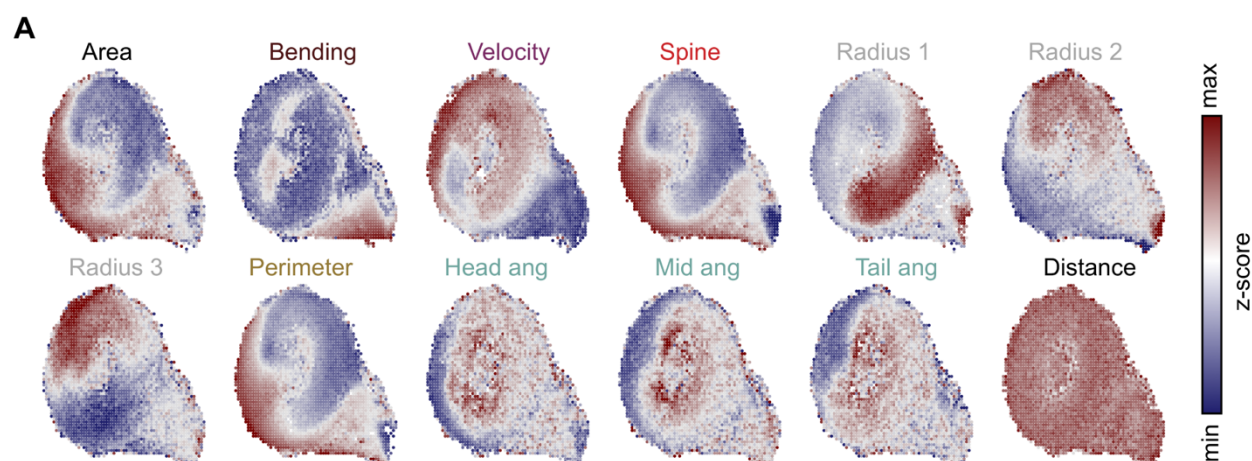 A
Area Bending Velocity Spine Radius 1 Radius 2
Radius 3 Perimeter Head ang Mid ang Tail ang Distance
max
z-score
min